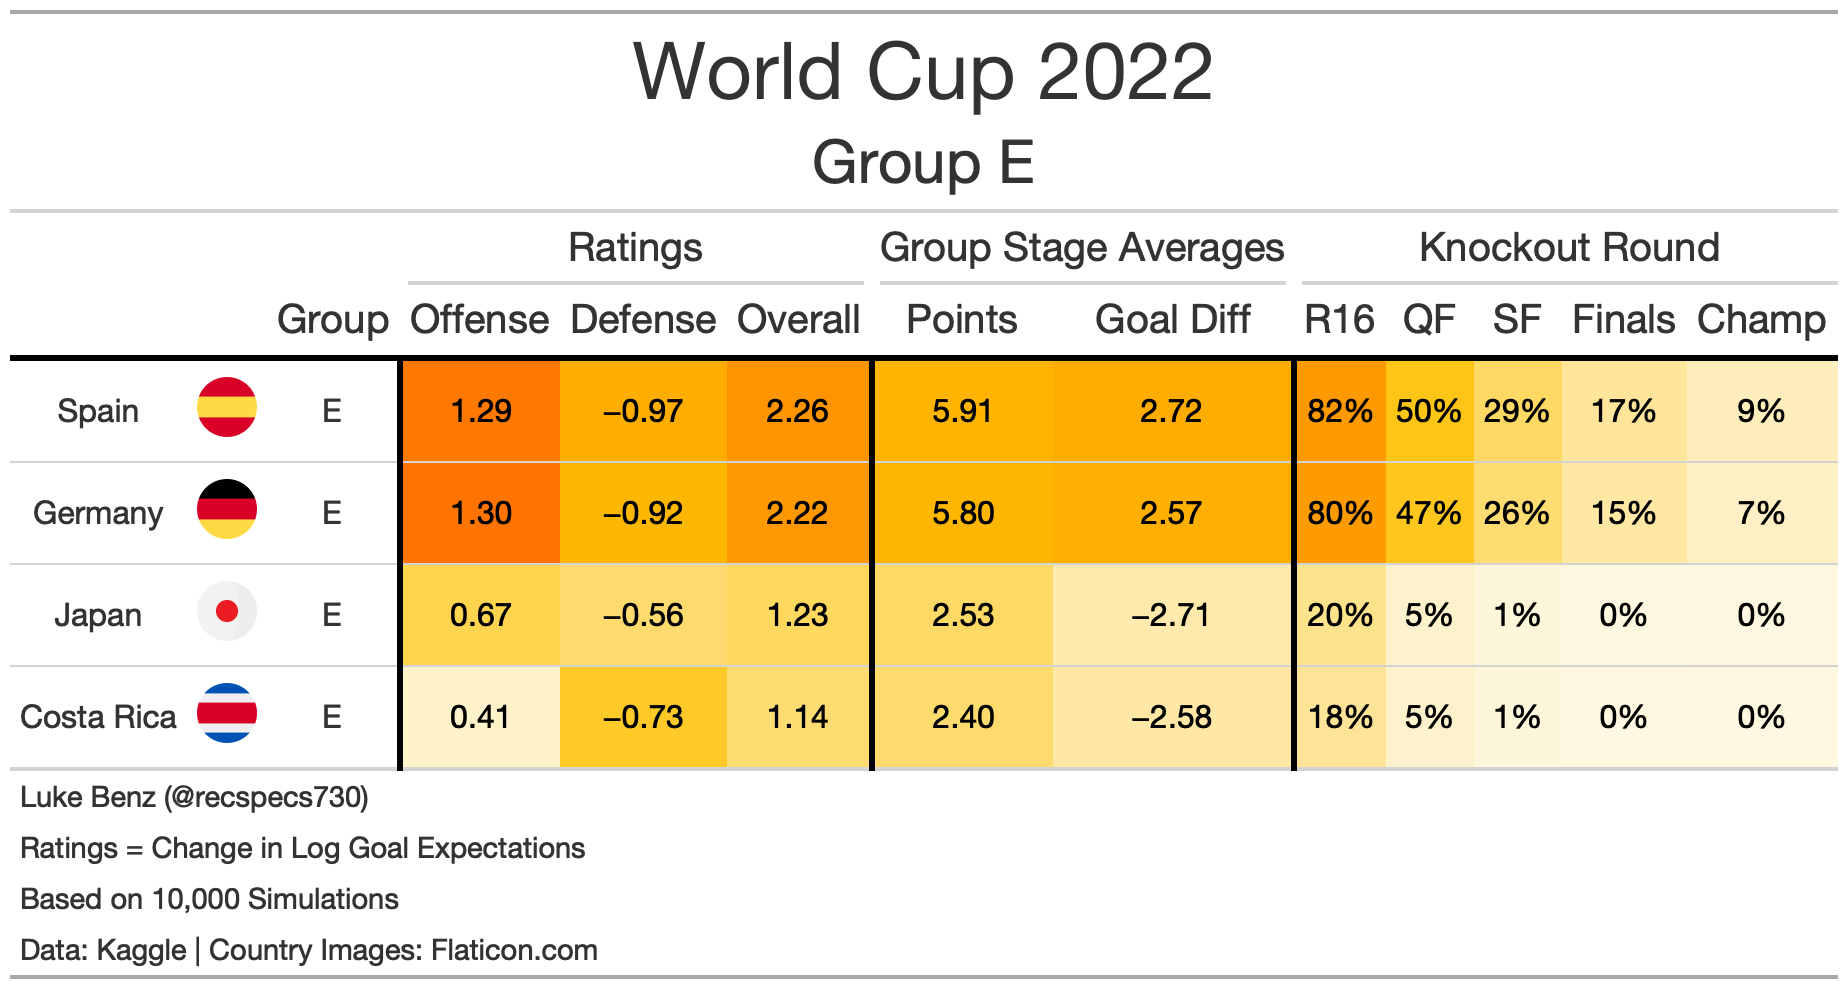 World Cup 2022
Group E
Ratings Group Stage Averages Knockout Round
Group Offense Defense Overall Points Goal Diff R16 QF SF Finals Champ
Spain E 1.29 −0.97 2.26 5.91 2.72 82% 50% 29% 17% 9%
Germany E 1.30 −0.92 2.22 5.80 2.57 80% 47% 26% 15% 7%
Japan E 0.67 −0.56 1.23 2.53 −2.71 20% 5% 1% 0% 0%
Costa Rica E 0.41 −0.73 1.14 2.40 −2.58 18% 5% 1% 0% 0%
Luke Benz (@recspecs730)
Ratings = Change in Log Goal Expectations
Based on 10,000 Simulations
Data: Kaggle | Country Images: Flaticon.com